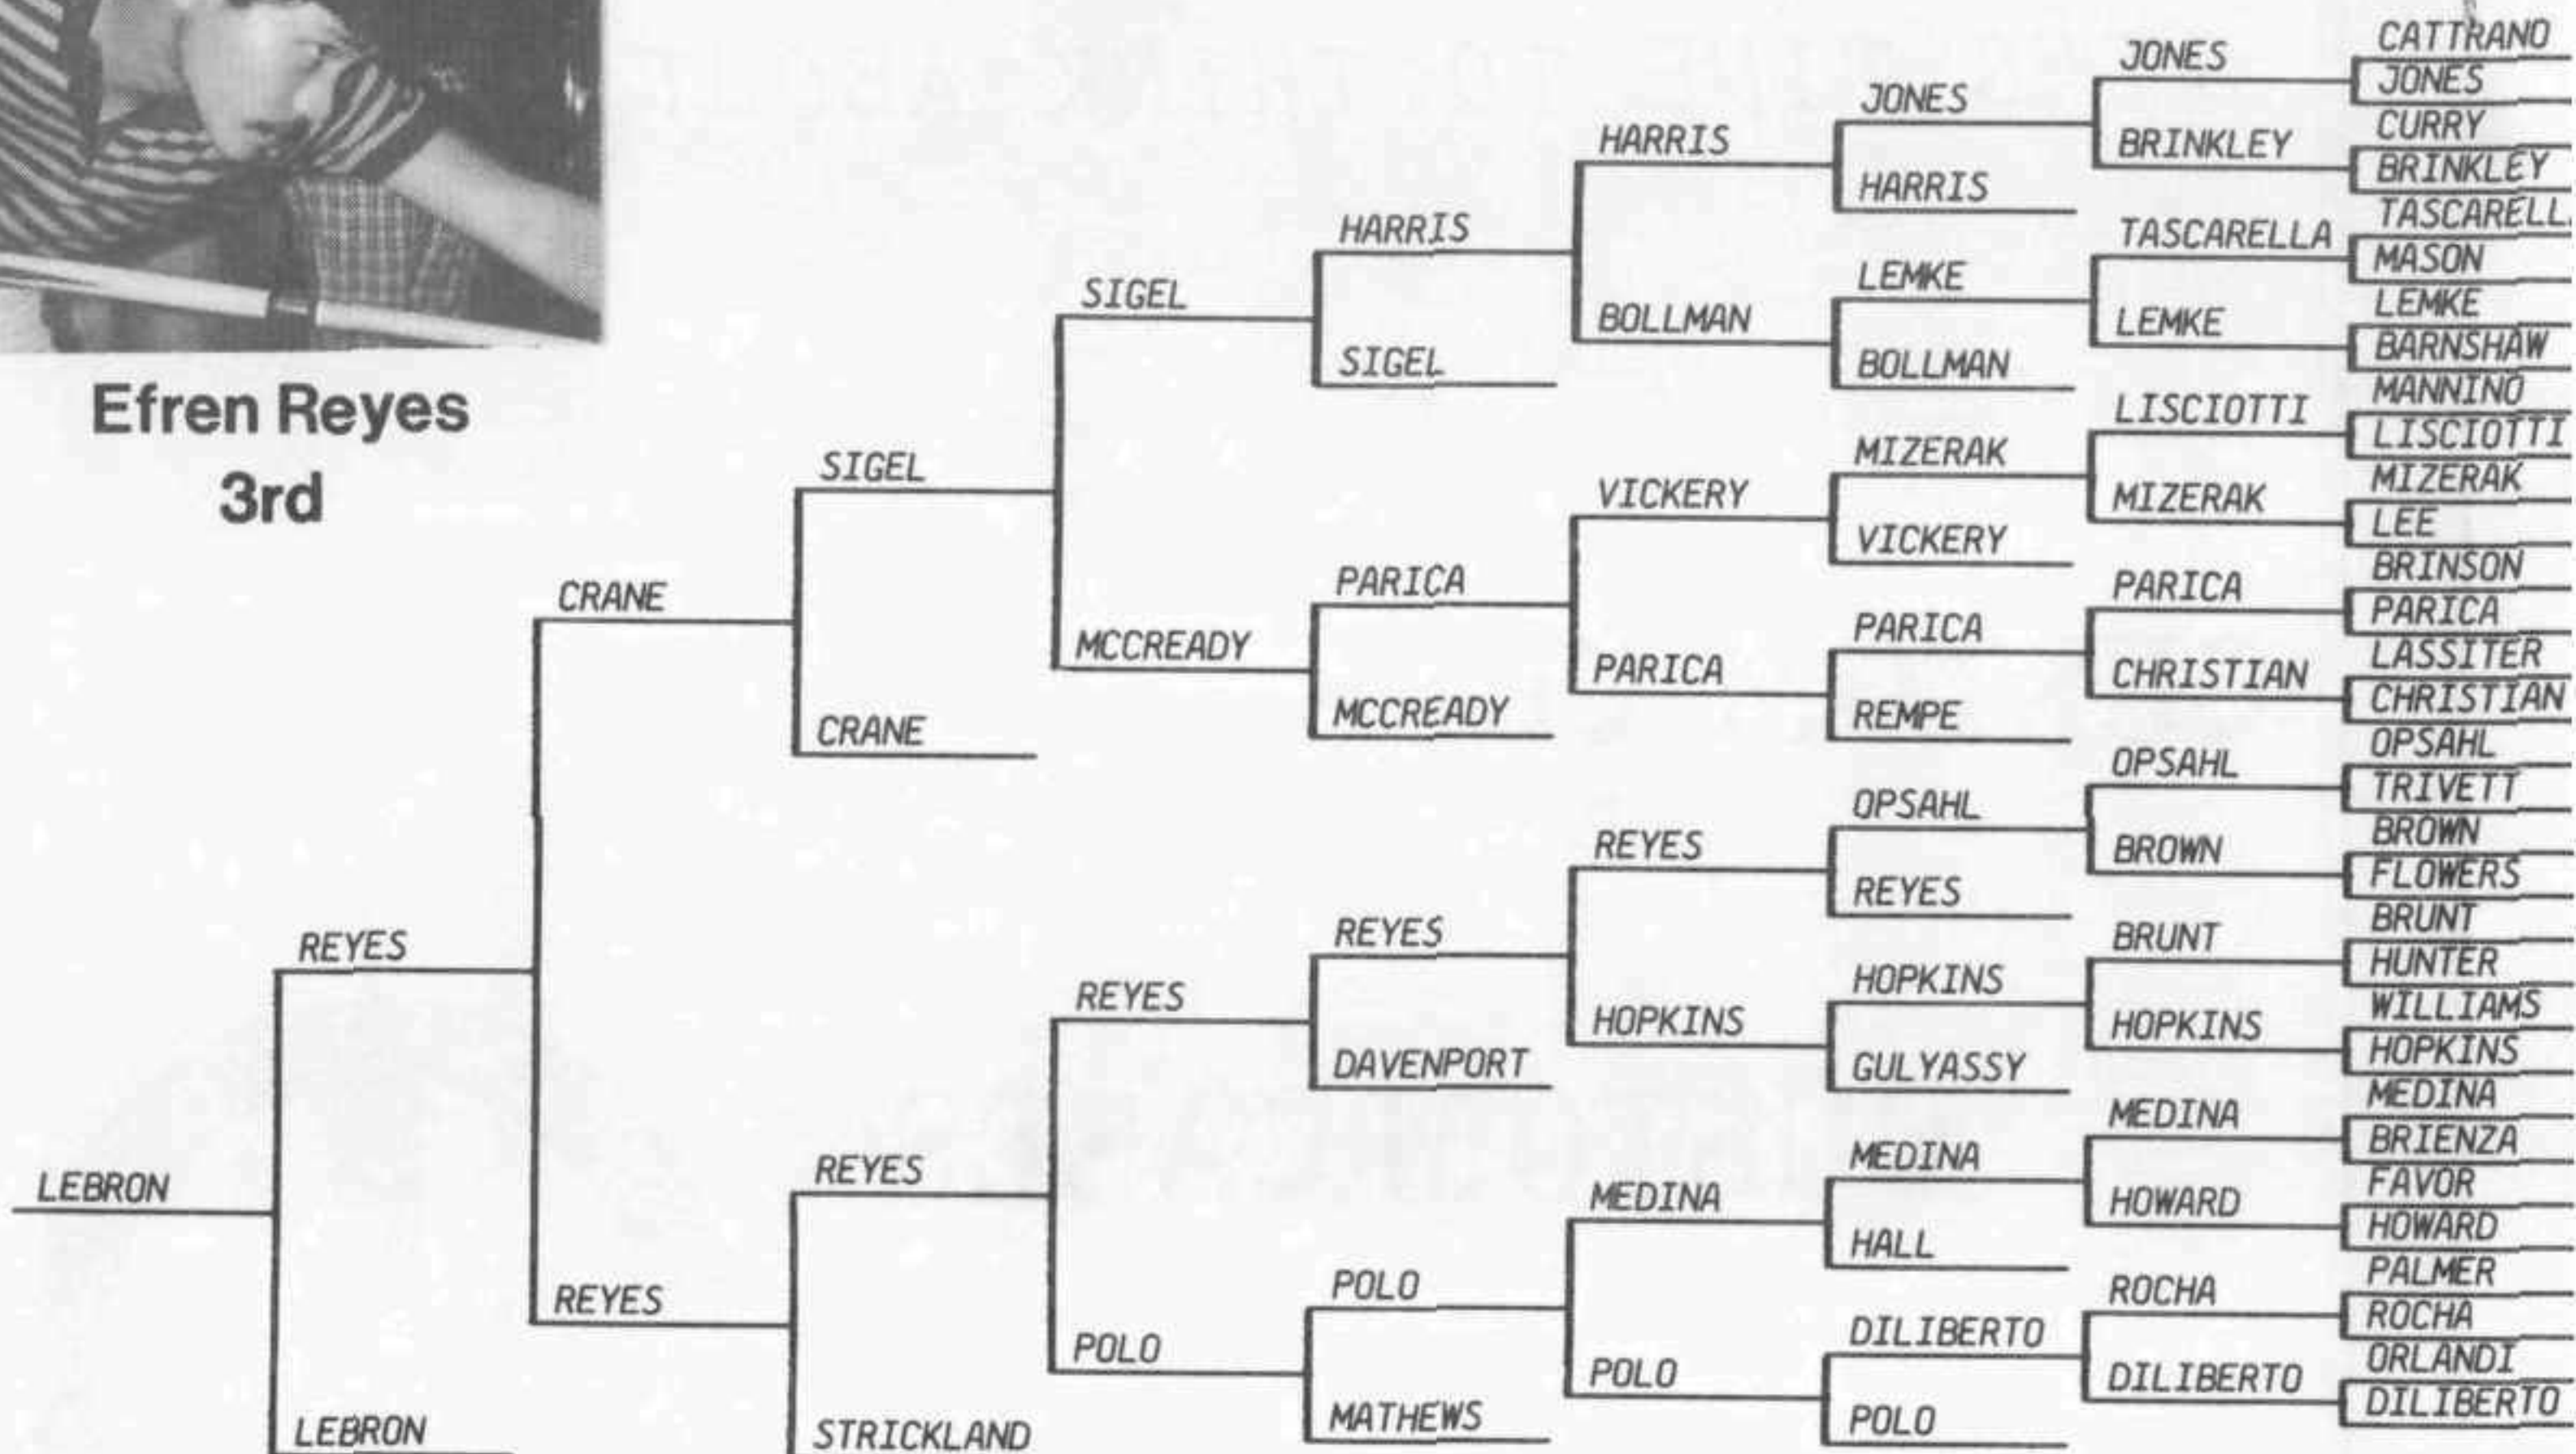 Efren Reyes
3rd
LEBRON
REYES
LEBRON
CRANE
REYES
SIGEL
CRANE
REYES
STRICKLAND
SIGEL
MCCREADY
REYES
POLO
HARRIS
SIGEL
PARICA
MCCREADY
REYES
DAVENPORT
POLO
MATHEWS
HARRIS
BOLLMAN
VICKERY
PARICA
REYES
HOPKINS
MEDINA
POLO
JONES
HARRIS
LEMKE
BOLLMAN
MIZERAK
VICKERY
PARICA
REMPE
OPSAHL
REYES
HOPKINS
GULYASSY
MEDINA
HALL
DILIBERTO
POLO
JONES
BRINKLEY
TASCARELLA
LEMKE
LISCIOTTI
MIZERAK
PARICA
CHRISTIAN
OPSAHL
BROWN
BRUNT
HOPKINS
MEDINA
HOWARD
ROCHA
DILIBERTO
CATTRANO
JONES
CURRY
BRINKLEY
TASCARELL
MASON
LEMKE
BARNSHAW
MANNINO
LISCIOTTI
MIZERAK
LEE
BRINSON
PARICA
LASSITER
CHRISTIAN
OPSAHL
TRIVETT
BROWN
FLOWERS
BRUNT
HUNTER
WILLIAMS
HOPKINS
MEDINA
BRIENZA
FAVOR
HOWARD
PALMER
ROCHA
ORLANDI
DILIBERTO